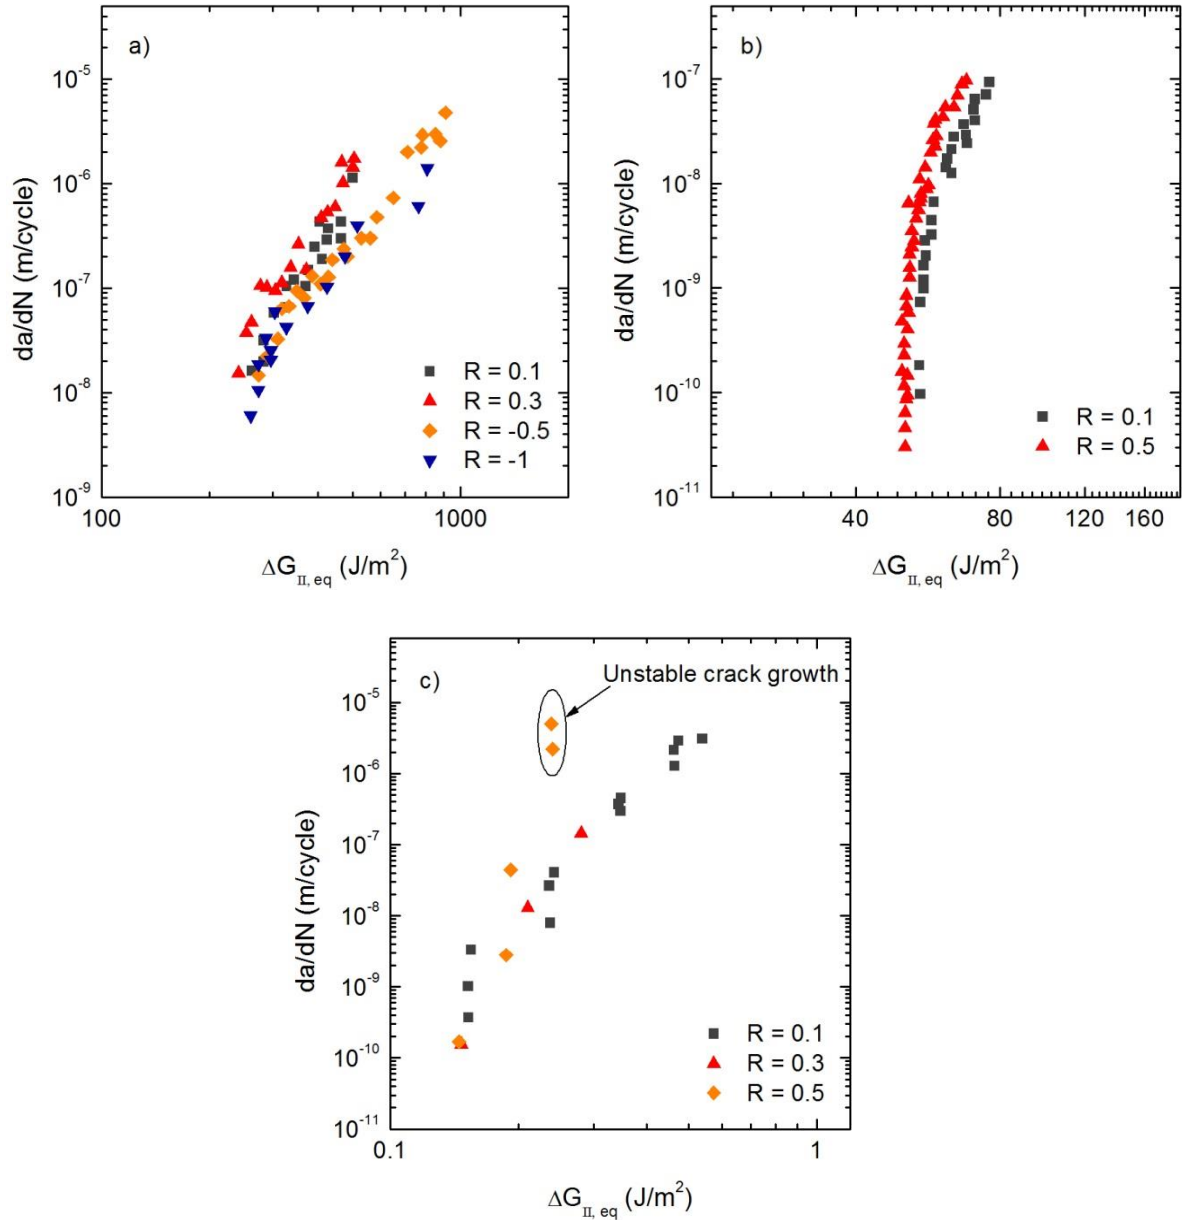 a)
10⁻⁵
10⁻⁶
10⁻⁷
10⁻⁸
10⁻⁹
da/dN (m/cycle)
R = 0.1
R = 0.3
R = -0.5
R = -1
100
1000
ΔG_II, eq (J/m²)
b)
10⁻⁷
10⁻⁸
10⁻⁹
10⁻¹⁰
10⁻¹¹
da/dN (m/cycle)
R = 0.1
R = 0.5
40
80
120
160
ΔG_II, eq (J/m²)
c)
Unstable crack growth
10⁻⁵
10⁻⁶
10⁻⁷
10⁻⁸
10⁻⁹
10⁻¹⁰
10⁻¹¹
da/dN (m/cycle)
R = 0.1
R = 0.3
R = 0.5
0.1
1
ΔG_II, eq (J/m²)